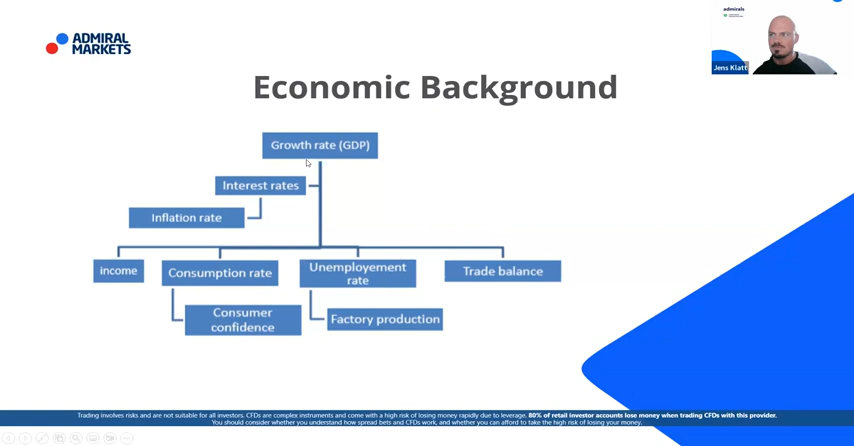 admirals
Jens Klatt
ADMIRAL
MARKETS
Economic Background
Growth rate (GDP)
Interest rates
Inflation rate
income
Consumption rate
Unemployement
rate
Trade balance
Consumer
confidence
Factory production
Trading involves risks and are not suitable for all investors. CFDs are complex instruments and come with a high risk of losing money rapidly due to leverage. 80% of retail investor accounts lose money when trading CFDs with this provider.
You should consider whether you understand how spread bets and CFDs work, and whether you can afford to take the high risk of losing your money.